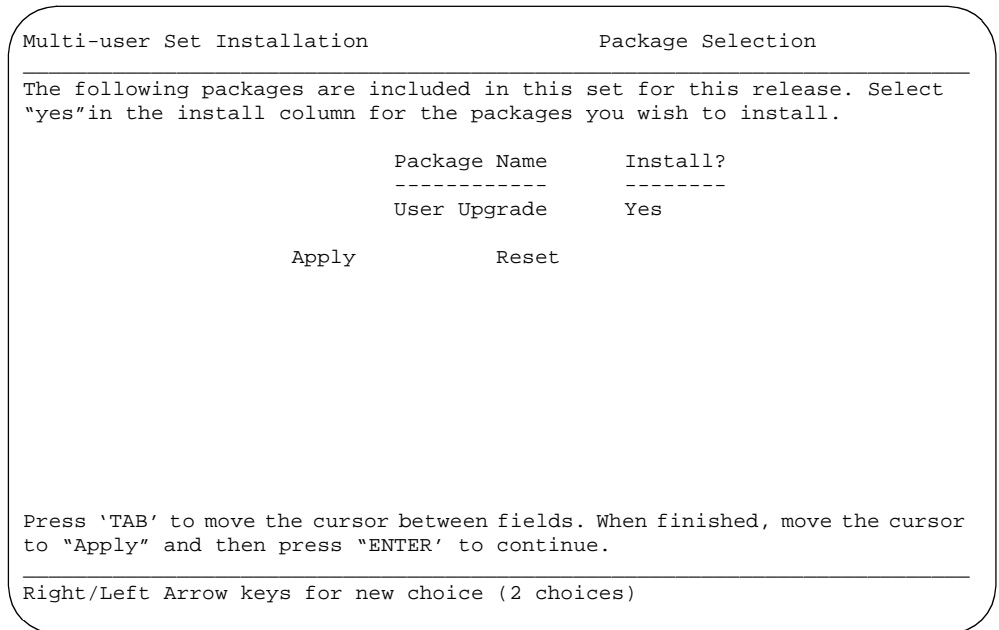 Multi-user Set Installation Package Selection
The following packages are included in this set for this release. Select
“yes”in the install column for the packages you wish to install.
Package Name Install?
------------ --------
User Upgrade Yes
Apply Reset
Press ‘TAB’ to move the cursor between fields. When finished, move the cursor
to “Apply” and then press “ENTER’ to continue.
Right/Left Arrow keys for new choice (2 choices)